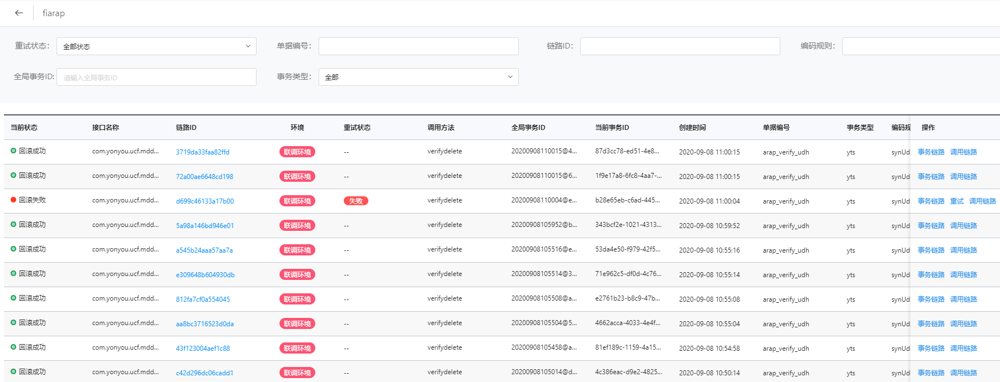 fiarap
重试状态： 全部状态 单据编号： 链路ID： 编码规则：
全局事务ID: 请输入全局事务ID 事务类型： 全部
当前状态 接口名称 链路ID 环境 重试状态 调用方法 全局事务ID 当前事务ID 创建时间 单据编号 事务类型 编码规 操作
回滚成功 com.yonyou.ucf.mdd... 3719da33faa82ffd 联调环境 -- verifydelete 20200908110015@4... 87d3cc78-ed51-4e8... 2020-09-08 11:00:15 arap_verify_udh yts synUd 事务链路 调用链路
回滚成功 com.yonyou.ucf.mdd... 72a00ae6648cd198 联调环境 -- verifydelete 20200908110015@6... 1f9e17a8-6fc8-4aa7-... 2020-09-08 11:00:15 arap_verify_udh yts synUd 事务链路 调用链路
回滚失败 com.yonyou.ucf.mdd... d699c46133a17b00 联调环境 失败 verifydelete 20200908110004@e... b28e65eb-c6ad-445... 2020-09-08 11:00:04 arap_verify_udh yts synUd 事务链路 重试 调用链路
回滚成功 com.yonyou.ucf.mdd... 5a98a146bd946e01 联调环境 -- verifydelete 20200908105952@b... 343bcf2e-1021-4313... 2020-09-08 10:59:52 arap_verify_udh yts synUd 事务链路 调用链路
回滚成功 com.yonyou.ucf.mdd... a545b24aaa57aa7a 联调环境 -- verifydelete 20200908105516@e... 53da4e50-f979-42f5... 2020-09-08 10:55:16 arap_verify_udh yts synUd 事务链路 调用链路
回滚成功 com.yonyou.ucf.mdd... e309648b604930db 联调环境 -- verifydelete 20200908105514@3... 71e962c5-df0d-4c76... 2020-09-08 10:55:14 arap_verify_udh yts synUd 事务链路 调用链路
回滚成功 com.yonyou.ucf.mdd... 812fa7cf0a554045 联调环境 -- verifydelete 20200908105508@a... e2761b23-b8c9-47b... 2020-09-08 10:55:08 arap_verify_udh yts synUd 事务链路 调用链路
回滚成功 com.yonyou.ucf.mdd... aa8bc3716523d0da 联调环境 -- verifydelete 20200908105504@5... 4662acca-4033-4e4f... 2020-09-08 10:55:04 arap_verify_udh yts synUd 事务链路 调用链路
回滚成功 com.yonyou.ucf.mdd... 43f123004aef1c88 联调环境 -- verifydelete 20200908105458@a... 81ef189c-1159-4a15... 2020-09-08 10:54:58 arap_verify_udh yts synUd 事务链路 调用链路
回滚成功 com.yonyou.ucf.mdd... c42d296dc06cadd1 联调环境 -- verifydelete 20200908105014@d... 4c386eac-d9e2-4825... 2020-09-08 10:50:14 arap_verify_udh yts synUd 事务链路 调用链路